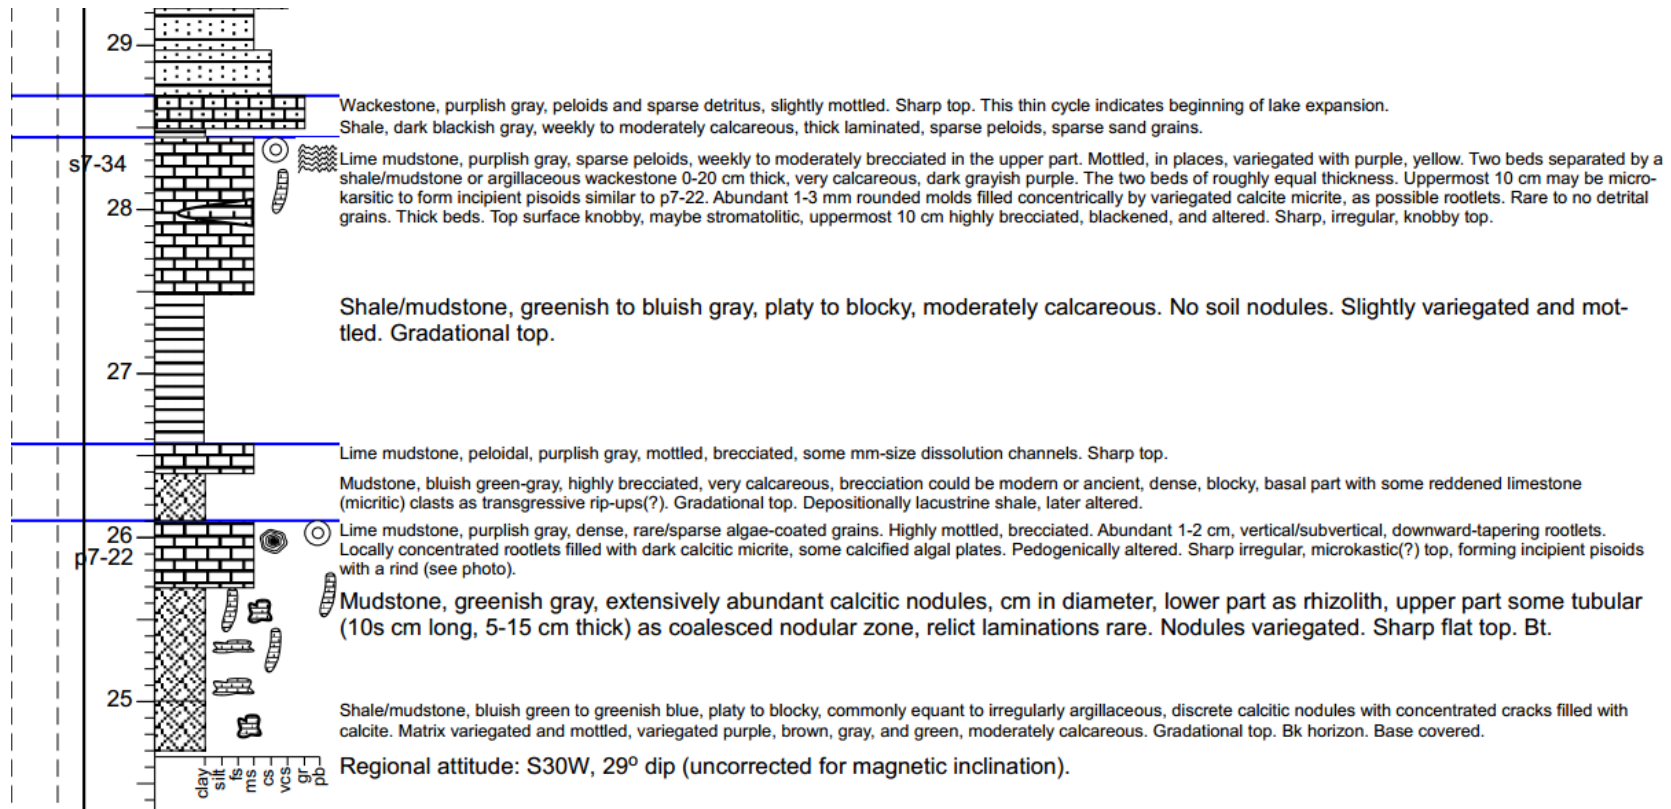 29
Wackestone, purplish gray, peloids and sparse detritus, slightly mottled. Sharp top. This thin cycle indicates beginning of lake expansion.
Shale, dark blackish gray, weekly to moderately calcareous, thick laminated, sparse peloids, sparse sand grains.
s7-34
Lime mudstone, purplish gray, sparse peloids, weekly to moderately brecciated in the upper part. Mottled, in places, variegated with purple, yellow. Two beds separated by a
shale/mudstone or argillaceous wackestone 0-20 cm thick, very calcareous, dark grayish purple. The two beds of roughly equal thickness. Uppermost 10 cm may be micro-
karsitic to form incipient pisoids similar to p7-22. Abundant 1-3 mm rounded molds filled concentrically by variegated calcite micrite, as possible rootlets. Rare to no detrital
grains. Thick beds. Top surface knobby, maybe stromatolitic, uppermost 10 cm highly brecciated, blackened, and altered. Sharp, irregular, knobby top.
28
Shale/mudstone, greenish to bluish gray, platy to blocky, moderately calcareous. No soil nodules. Slightly variegated and mot-
tled. Gradational top.
27
Lime mudstone, peloidal, purplish gray, mottled, brecciated, some mm-size dissolution channels. Sharp top.
Mudstone, bluish green-gray, highly brecciated, very calcareous, brecciation could be modern or ancient, dense, blocky, basal part with some reddened limestone
(micritic) clasts as transgressive rip-ups(?). Gradational top. Depositionally lacustrine shale, later altered.
26
p7-22
Lime mudstone, purplish gray, dense, rare/sparse algae-coated grains. Highly mottled, brecciated. Abundant 1-2 cm, vertical/subvertical, downward-tapering rootlets.
Locally concentrated rootlets filled with dark calcitic micrite, some calcified algal plates. Pedogenically altered. Sharp irregular, microkastic(?) top, forming incipient pisoids
with a rind (see photo).
Mudstone, greenish gray, extensively abundant calcitic nodules, cm in diameter, lower part as rhizolith, upper part some tubular
(10s cm long, 5-15 cm thick) as coalesced nodular zone, relict laminations rare. Nodules variegated. Sharp flat top. Bt.
25
Shale/mudstone, bluish green to greenish blue, platy to blocky, commonly equant to irregularly argillaceous, discrete calcitic nodules with concentrated cracks filled with
calcite. Matrix variegated and mottled, variegated purple, brown, gray, and green, moderately calcareous. Gradational top. Bk horizon. Base covered.
clay silt fs ms cs vcs gr pb
Regional attitude: S30W, 29º dip (uncorrected for magnetic inclination).